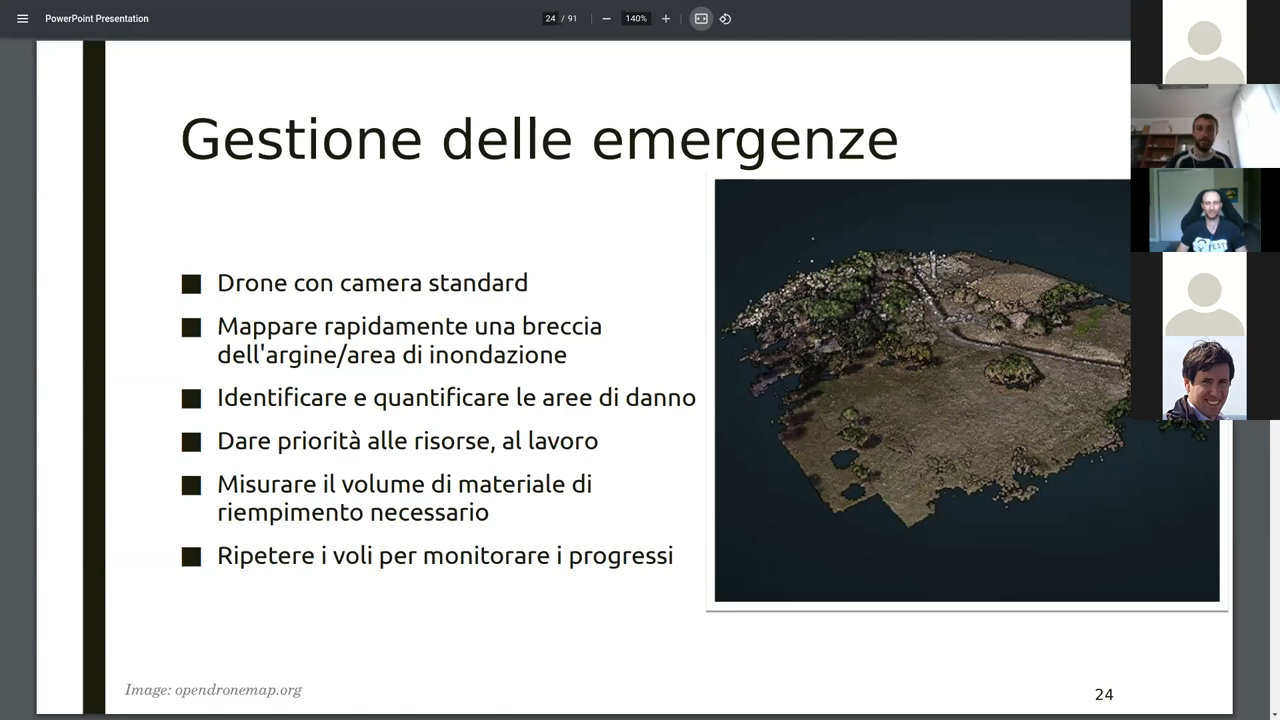 PowerPoint Presentation
24 / 91
140%
Gestione delle emergenze
Drone con camera standard
Mappare rapidamente una breccia
dell'argine/area di inondazione
Identificare e quantificare le aree di danno
Dare priorità alle risorse, al lavoro
Misurare il volume di materiale di
riempimento necessario
Ripetere i voli per monitorare i progressi
Image: opendronemap.org
24